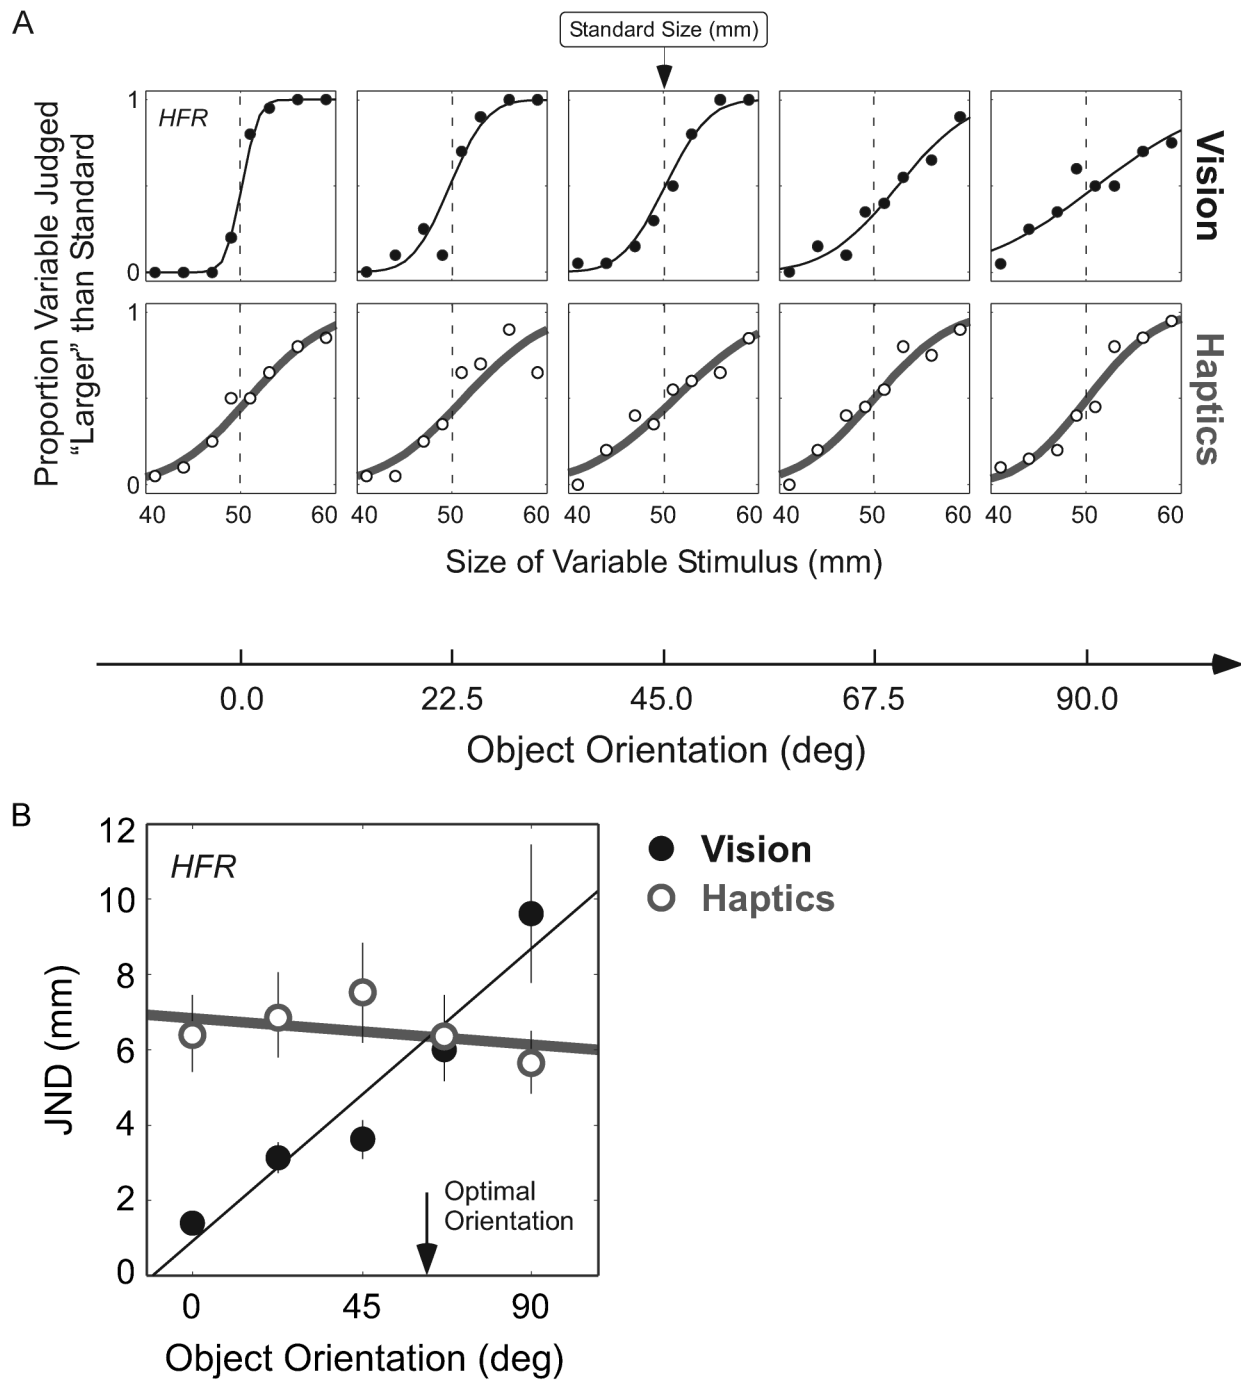 A
Standard Size (mm)
Proportion Variable Judged
“Larger” than Standard
1
0
HFR
Vision
1
0
Haptics
40 50 60 40 50 60 40 50 60 40 50 60 40 50 60
Size of Variable Stimulus (mm)
0.0 22.5 45.0 67.5 90.0
Object Orientation (deg)
B
12
10
8
6
4
2
0
JND (mm)
HFR
Vision
Haptics
Optimal
Orientation
0 45 90
Object Orientation (deg)